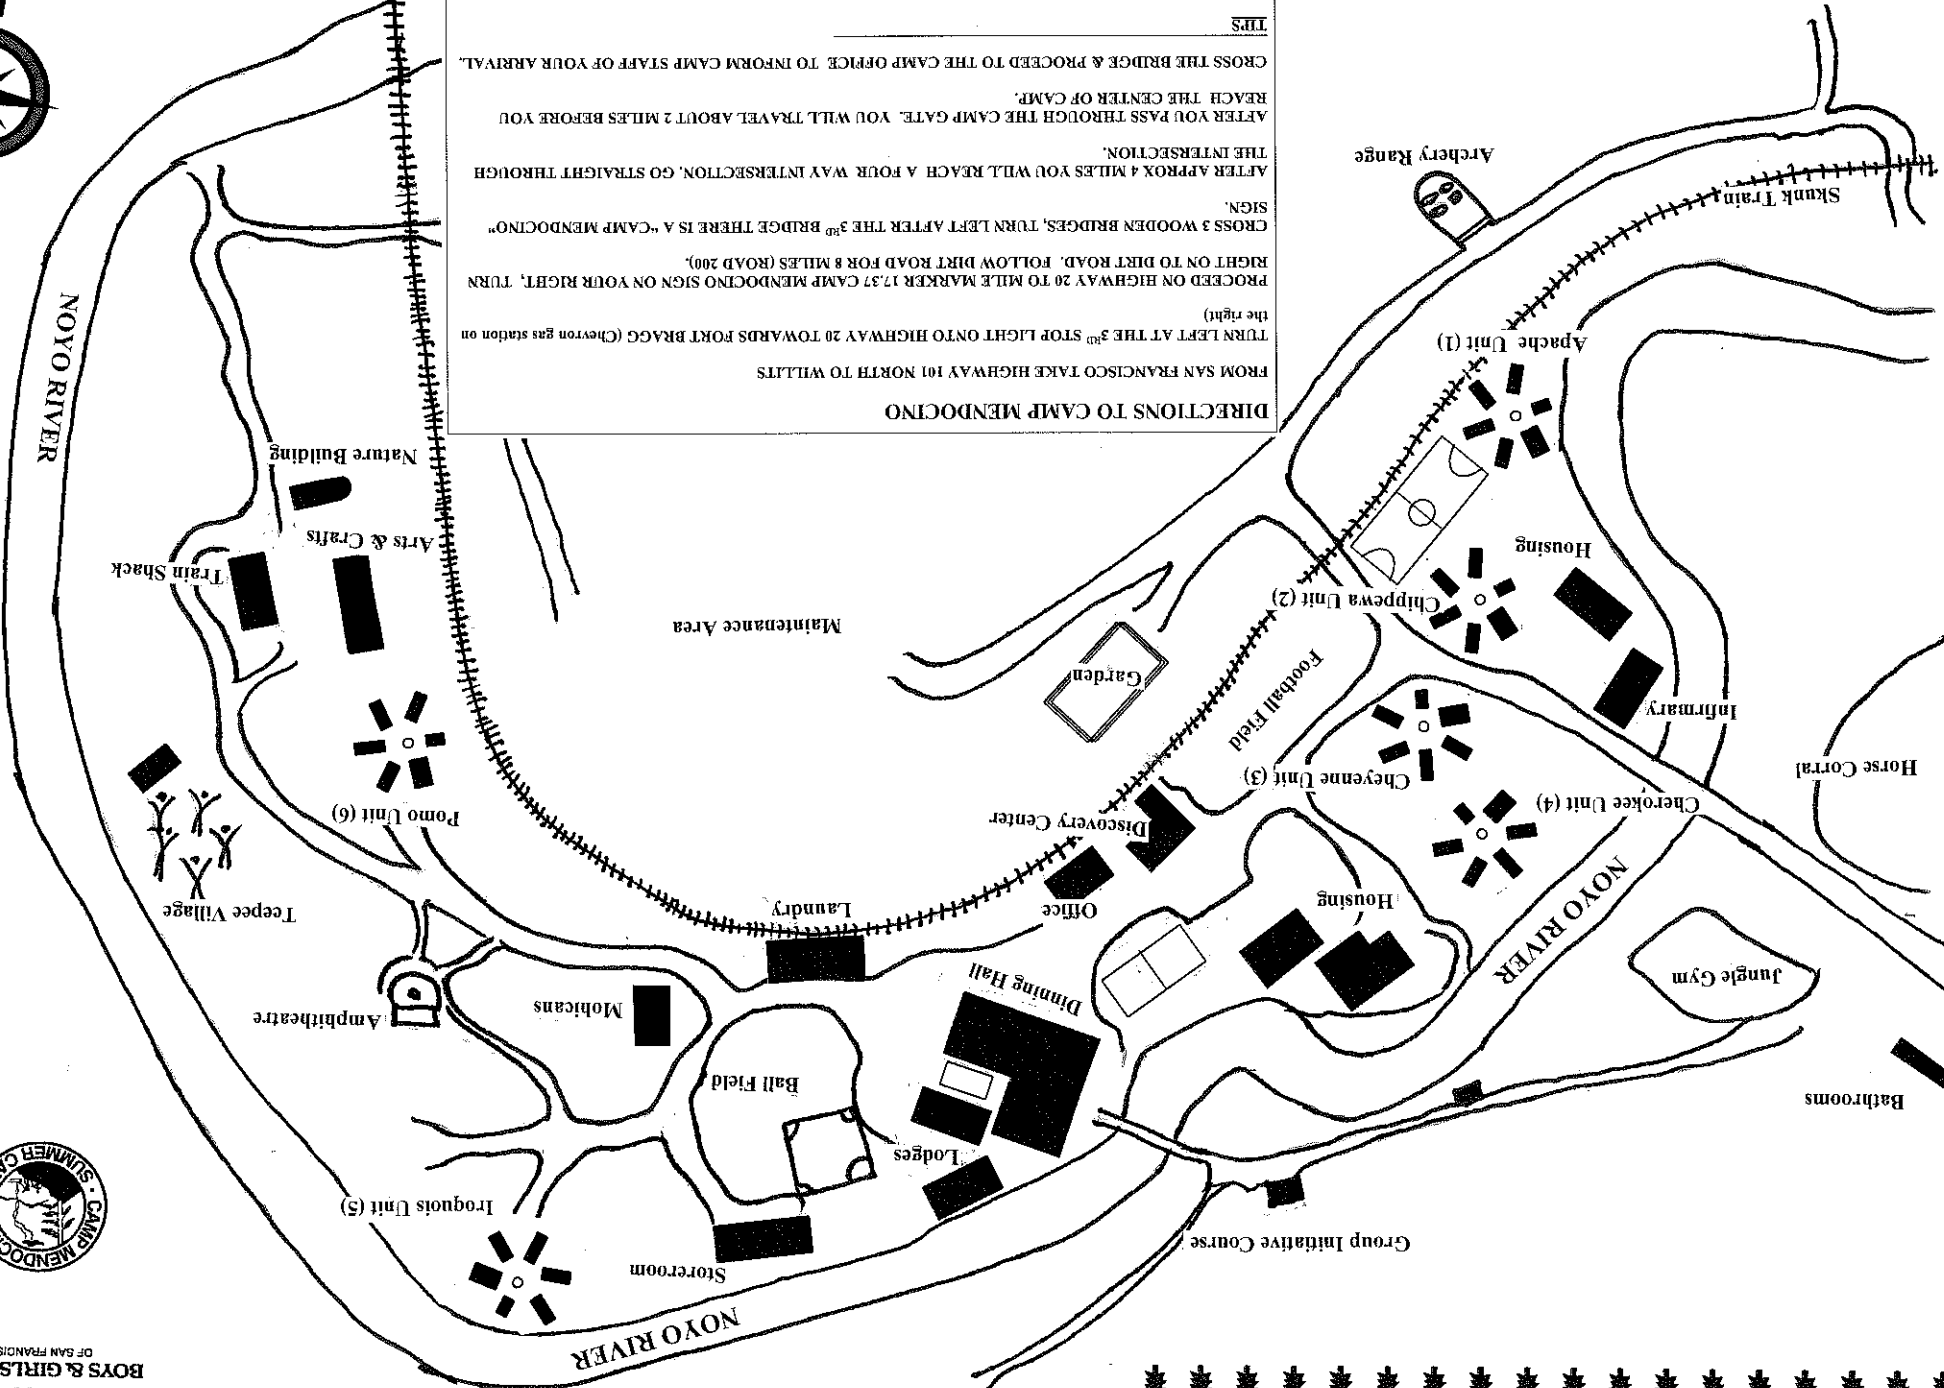 BOYS & GIRLS
OF SAN FRANCIS
NOYO RIVER
Storeroom
Group Initiative Course
Iroquois Unit (5)
CAMP MENDOC
SUMMER CA
Lodges
Bathrooms
Ball Field
Amphitheatre
Mohicans
Dinning Hall
Jungle Gym
NOYO RIVER
Teepee Village
Laundry
Office
Housing
Pomo Unit (6)
Discovery Center
Cherokee Unit (4)
Cheyenne Unit (3)
Horse Corral
Infirmary
Football Field
Garden
Maintenance Area
Chippewa Unit (2)
Housing
Train Shack
Arts & Crafts
Nature Building
NOYO RIVER
Apache Unit (1)
Skunk Train
Archery Range
DIRECTIONS TO CAMP MENDOCINO
FROM SAN FRANCISCO TAKE HIGHWAY 101 NORTH TO WILLITS
TURN LEFT AT THE 3RD STOP LIGHT ONTO HIGHWAY 20 TOWARDS FORT BRAGG (Chevron gas station on
the right)
PROCEED ON HIGHWAY 20 TO MILE MARKER 17.37 CAMP MENDOCINO SIGN ON YOUR RIGHT, TURN
RIGHT ON TO DIRT ROAD. FOLLOW DIRT ROAD FOR 8 MILES (ROAD 200).
CROSS 3 WOODEN BRIDGES, TURN LEFT AFTER THE 3RD BRIDGE THERE IS A "CAMP MENDOCINO"
SIGN.
AFTER APPROX 4 MILES YOU WILL REACH A FOUR WAY INTERSECTION, GO STRAIGHT THROUGH
THE INTERSECTION.
AFTER YOU PASS THROUGH THE CAMP GATE. YOU WILL TRAVEL ABOUT 2 MILES BEFORE YOU
REACH THE CENTER OF CAMP.
CROSS THE BRIDGE & PROCEED TO THE CAMP OFFICE TO INFORM CAMP STAFF OF YOUR ARRIVAL.
TIPS